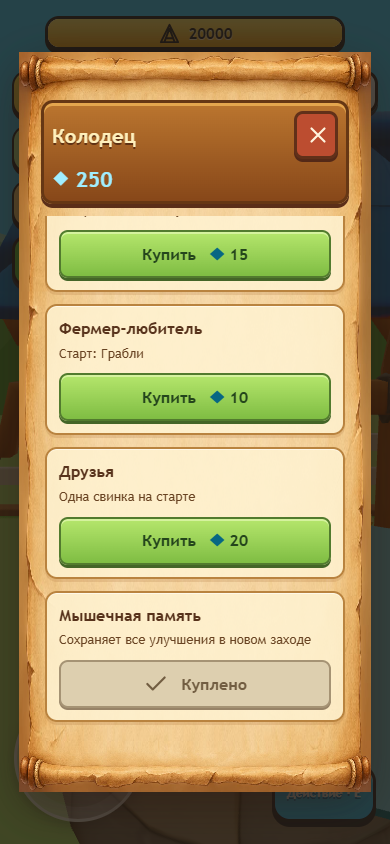 20000
Колодец
250
Купить 15
Фермер-любитель
Старт: Грабли
Купить 10
Друзья
Одна свинка на старте
Купить 20
Мышечная память
Сохраняет все улучшения в новом заходе
Куплено